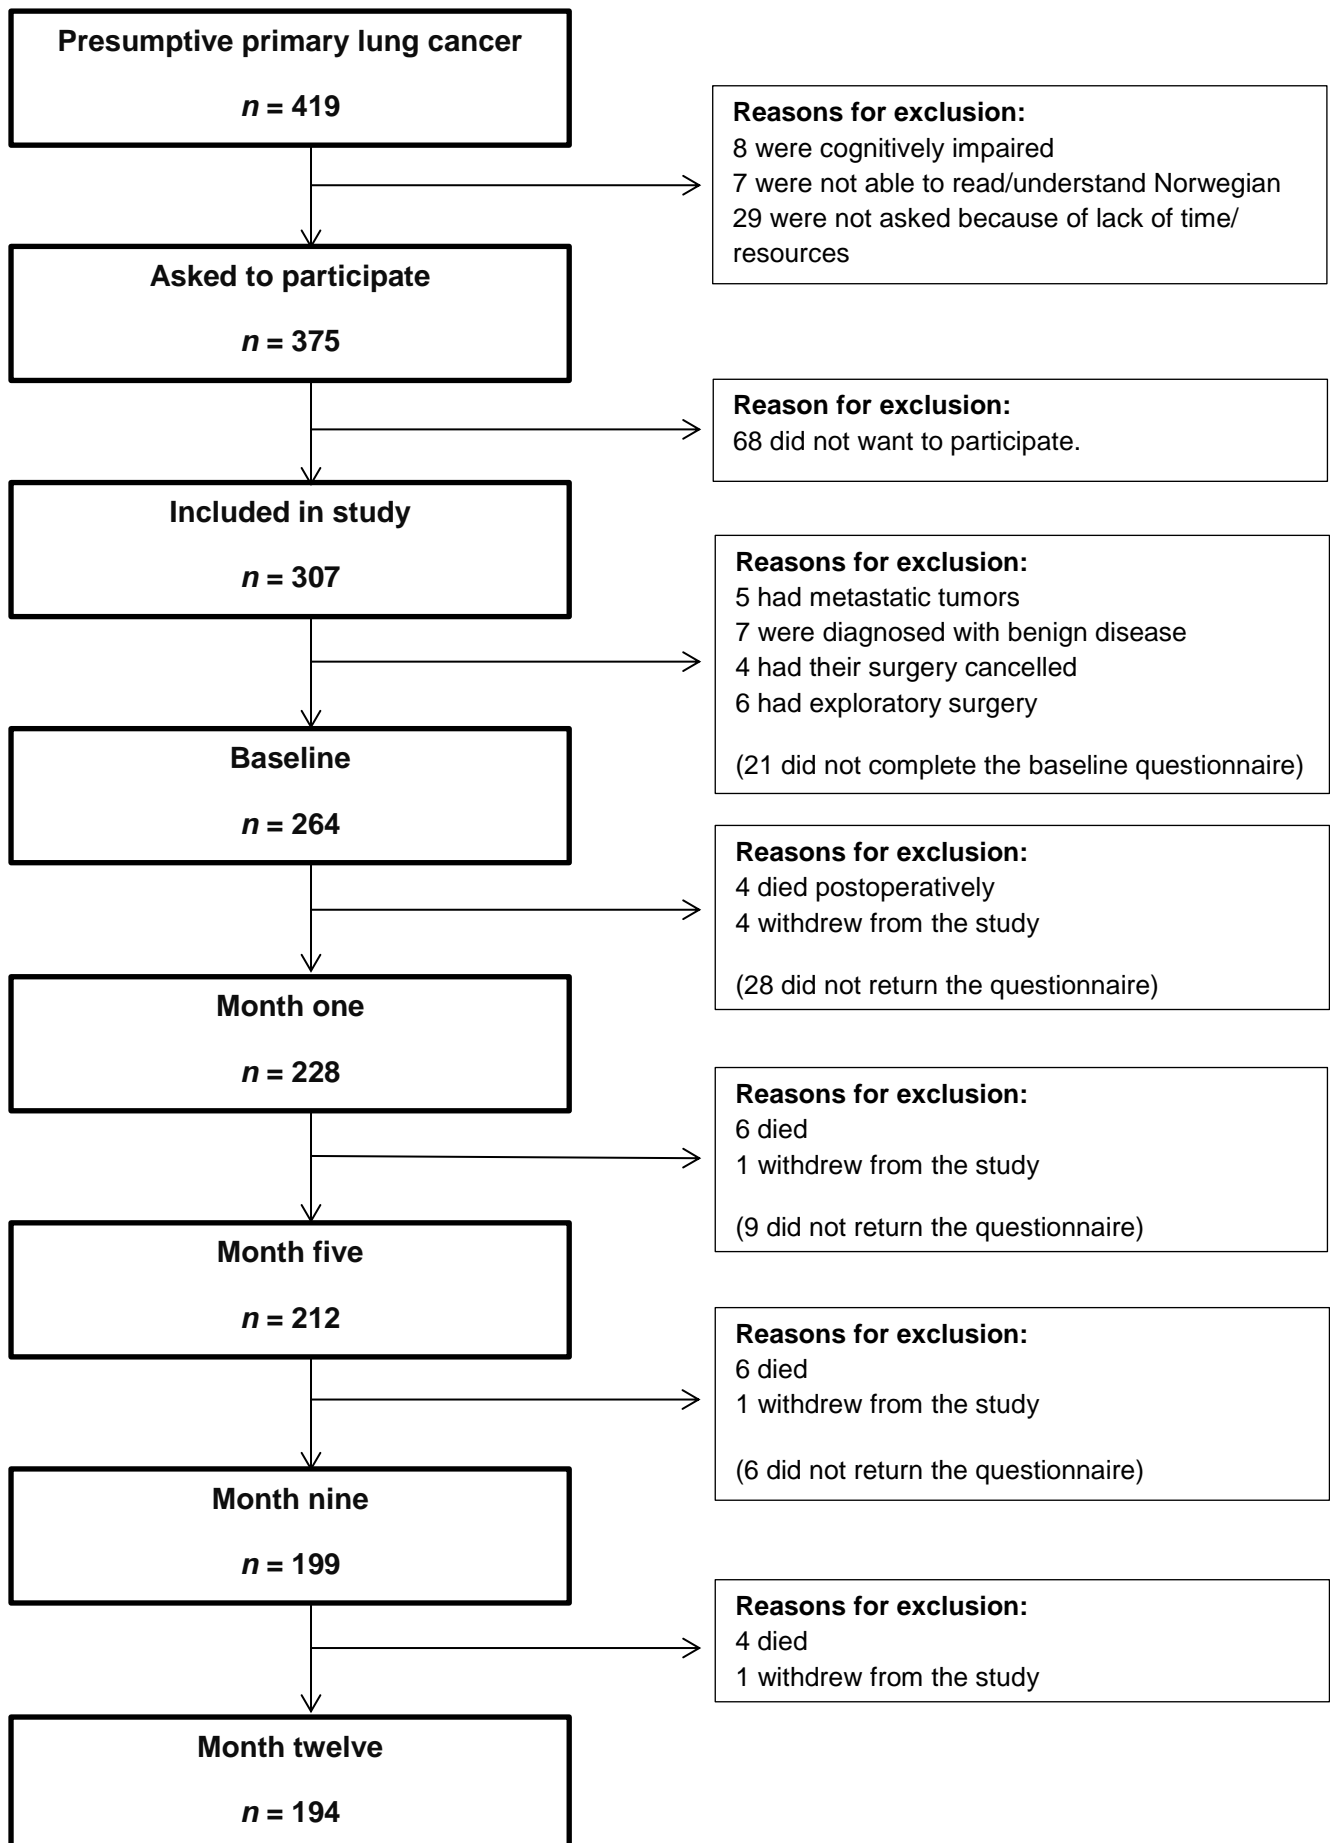 Presumptive primary lung cancer
n = 419
Reasons for exclusion:
8 were cognitively impaired
7 were not able to read/understand Norwegian
29 were not asked because of lack of time/
resources
Asked to participate
n = 375
Reason for exclusion:
68 did not want to participate.
Included in study
n = 307
Reasons for exclusion:
5 had metastatic tumors
7 were diagnosed with benign disease
4 had their surgery cancelled
6 had exploratory surgery
(21 did not complete the baseline questionnaire)
Baseline
n = 264
Reasons for exclusion:
4 died postoperatively
4 withdrew from the study
(28 did not return the questionnaire)
Month one
n = 228
Reasons for exclusion:
6 died
1 withdrew from the study
(9 did not return the questionnaire)
Month five
n = 212
Reasons for exclusion:
6 died
1 withdrew from the study
(6 did not return the questionnaire)
Month nine
n = 199
Reasons for exclusion:
4 died
1 withdrew from the study
Month twelve
n = 194